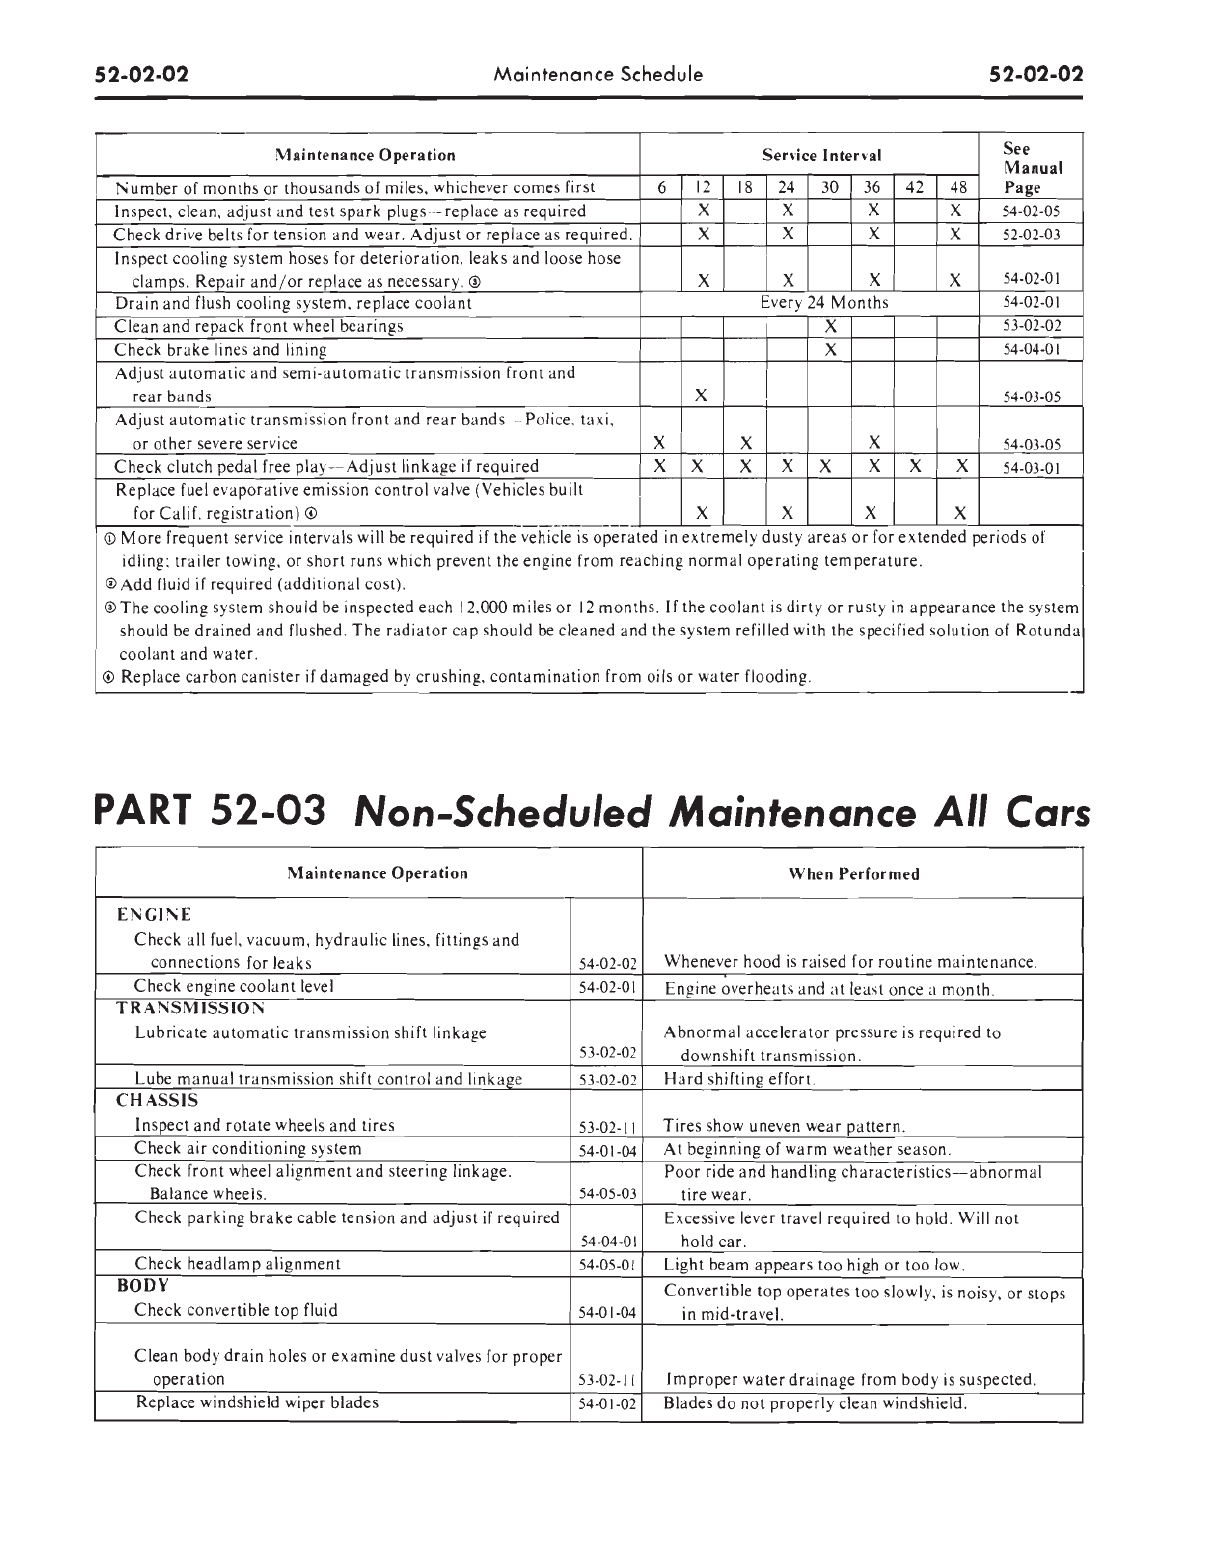 52-02-02 Maintenance Schedule 52-02-02
Maintenance Operation Service Interval See Manual Page
Number of months or thousands of miles, whichever comes first 6 12 18 24 30 36 42 48
Inspect, clean, adjust and test spark plugs—replace as required X X X X 54-02-05
Check drive belts for tension and wear. Adjust or replace as required. X X X X 52-02-03
Inspect cooling system hoses for deterioration, leaks and loose hose
clamps. Repair and/or replace as necessary. ③ X X X X 54-02-01
Drain and flush cooling system, replace coolant Every 24 Months 54-02-01
Clean and repack front wheel bearings X 53-02-02
Check brake lines and lining X 54-04-01
Adjust automatic and semi-automatic transmission front and
rear bands X 54-03-05
Adjust automatic transmission front and rear bands – Police, taxi,
or other severe service X X X 54-03-05
Check clutch pedal free play—Adjust linkage if required X X X X X X X X 54-03-01
Replace fuel evaporative emission control valve (Vehicles built
for Calif. registration) ④ X X X X
① More frequent service intervals will be required if the vehicle is operated in extremely dusty areas or for extended periods of
idling; trailer towing, or short runs which prevent the engine from reaching normal operating temperature.
② Add fluid if required (additional cost).
③ The cooling system should be inspected each 12,000 miles or 12 months. If the coolant is dirty or rusty in appearance the system
should be drained and flushed. The radiator cap should be cleaned and the system refilled with the specified solution of Rotunda
coolant and water.
④ Replace carbon canister if damaged by crushing, contamination from oils or water flooding.
PART 52-03 Non-Scheduled Maintenance All Cars
Maintenance Operation When Performed
ENGINE
Check all fuel, vacuum, hydraulic lines, fittings and
connections for leaks 54-02-02 Whenever hood is raised for routine maintenance.
Check engine coolant level 54-02-01 Engine overheats and at least once a month.
TRANSMISSION
Lubricate automatic transmission shift linkage Abnormal accelerator pressure is required to
53-02-02 downshift transmission.
Lube manual transmission shift control and linkage 53-02-02 Hard shifting effort.
CHASSIS
Inspect and rotate wheels and tires 53-02-11 Tires show uneven wear pattern.
Check air conditioning system 54-01-04 At beginning of warm weather season.
Check front wheel alignment and steering linkage. Poor ride and handling characteristics—abnormal
Balance wheels. 54-05-03 tire wear.
Check parking brake cable tension and adjust if required Excessive lever travel required to hold. Will not
54-04-01 hold car.
Check headlamp alignment 54-05-01 Light beam appears too high or too low.
BODY Convertible top operates too slowly, is noisy, or stops
Check convertible top fluid 54-01-04 in mid-travel.
Clean body drain holes or examine dust valves for proper
operation 53-02-11 Improper water drainage from body is suspected.
Replace windshield wiper blades 54-01-02 Blades do not properly clean windshield.